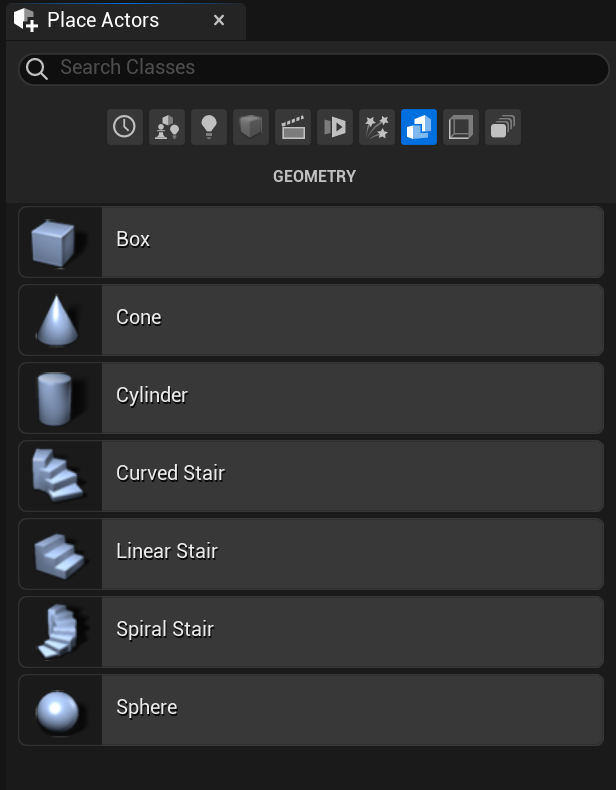 Place Actors
Search Classes
GEOMETRY
Box
Cone
Cylinder
Curved Stair
Linear Stair
Spiral Stair
Sphere